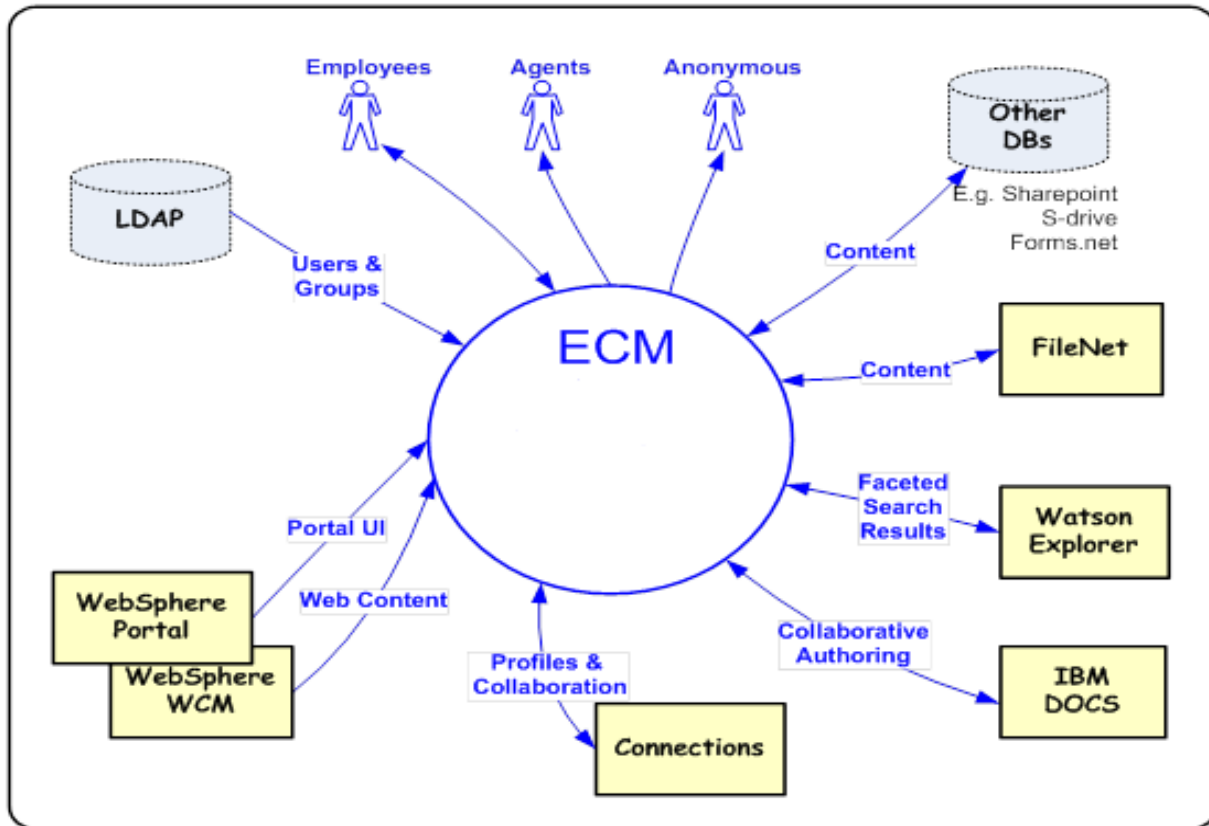 Employees
Agents
Anonymous
Other
DBs
E.g. Sharepoint
S-drive
Forms.net
LDAP
Users &
Groups
Content
ECM
FileNet
Content
Faceted
Search
Results
Watson
Explorer
Portal UI
Web Content
WebSphere
Portal
WebSphere
WCM
Profiles &
Collaboration
Connections
Collaborative
Authoring
IBM
DOCS